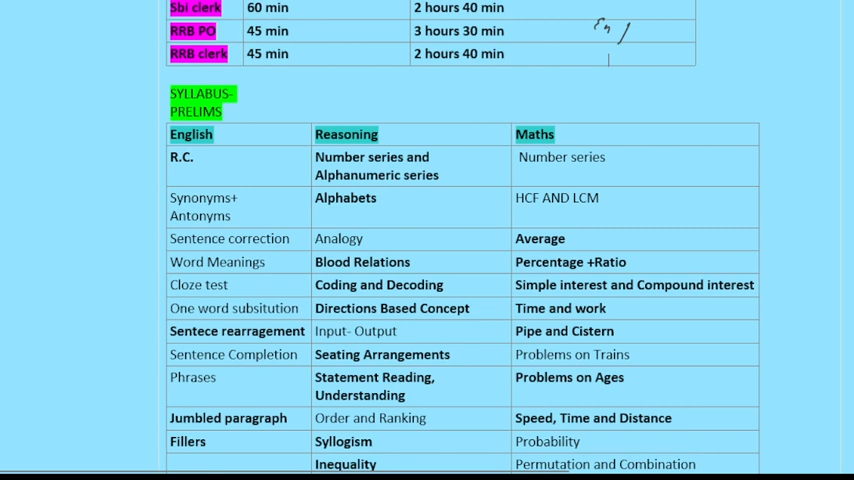 Sbi clerk 60 min 2 hours 40 min
RRB PO 45 min 3 hours 30 min
RRB clerk 45 min 2 hours 40 min
SYLLABUS-
PRELIMS
English Reasoning Maths
R.C. Number series and Number series
Alphanumeric series
Synonyms+ Alphabets HCF AND LCM
Antonyms
Sentence correction Analogy Average
Word Meanings Blood Relations Percentage +Ratio
Cloze test Coding and Decoding Simple interest and Compound interest
One word subsitution Directions Based Concept Time and work
Sentece rearragement Input- Output Pipe and Cistern
Sentence Completion Seating Arrangements Problems on Trains
Phrases Statement Reading, Problems on Ages
Understanding
Jumbled paragraph Order and Ranking Speed, Time and Distance
Fillers Syllogism Probability
Inequality Permutation and Combination